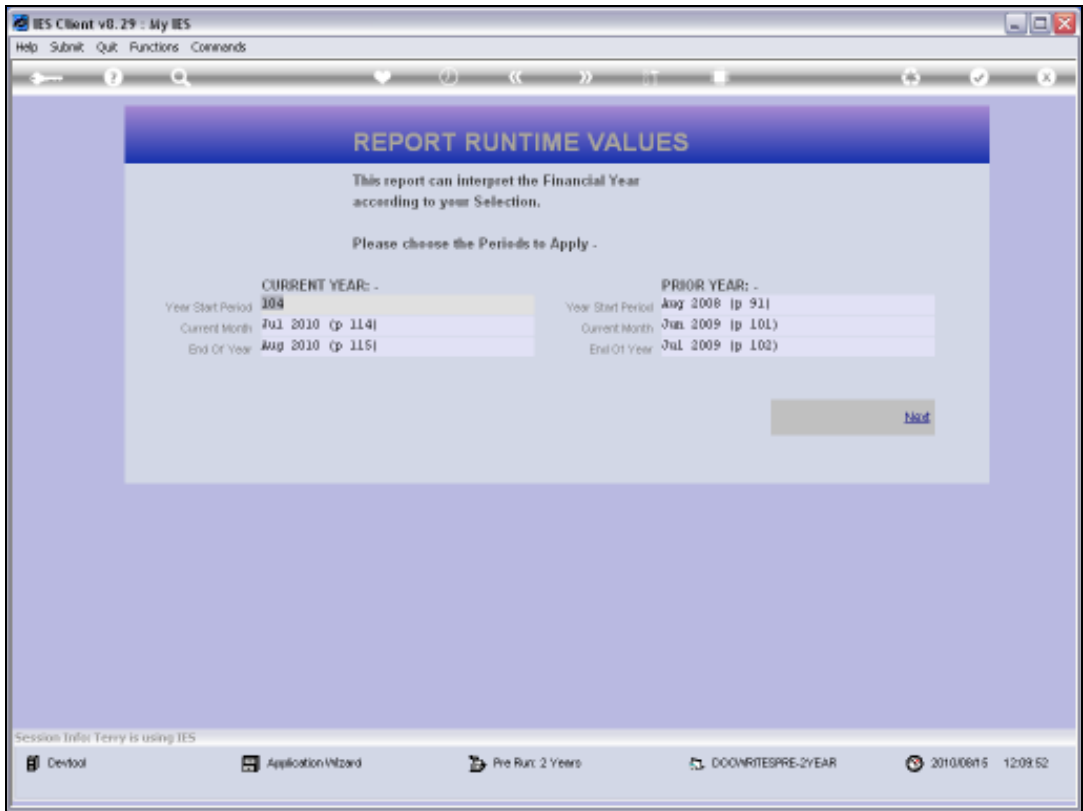 IES Client v8.29 : My IES
Help Submit Quit Functions Commands
REPORT RUNTIME VALUES
This report can interpret the Financial Year
according to your Selection.
Please choose the Periods to Apply -
CURRENT YEAR: - PRIOR YEAR: -
Year Start Period 104 Year Start Period Aug 2008 (p 91)
Current Month Jul 2010 (p 114) Current Month Jun 2009 (p 101)
End Of Year Aug 2010 (p 115) End Of Year Jul 2009 (p 102)
Next
Session Info: Terry is using IES
Devtool Application Wizard Pre Run: 2 Years DOCWRITESPRE-2YEAR 2010/08/15 12:09:52